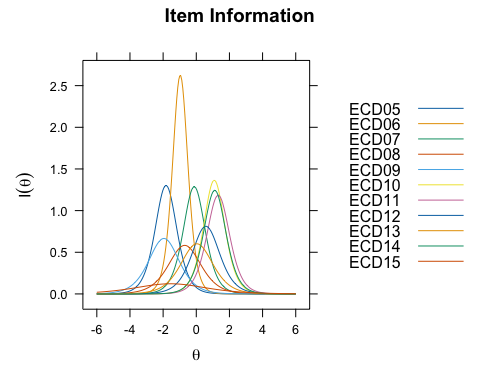 Item Information
I(θ)
2.5
2.0
1.5
1.0
0.5
0.0
-6 -4 -2 0 2 4 6
θ
ECD05
ECD06
ECD07
ECD08
ECD09
ECD10
ECD11
ECD12
ECD13
ECD14
ECD15